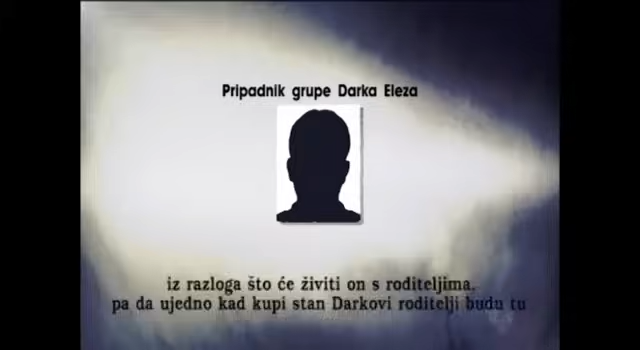 Pripadnik grupe Darka Eleza
iz razloga što će živiti on s roditeljima,
pa da ujedno kad kupi stan Darkovi roditelji budu tu